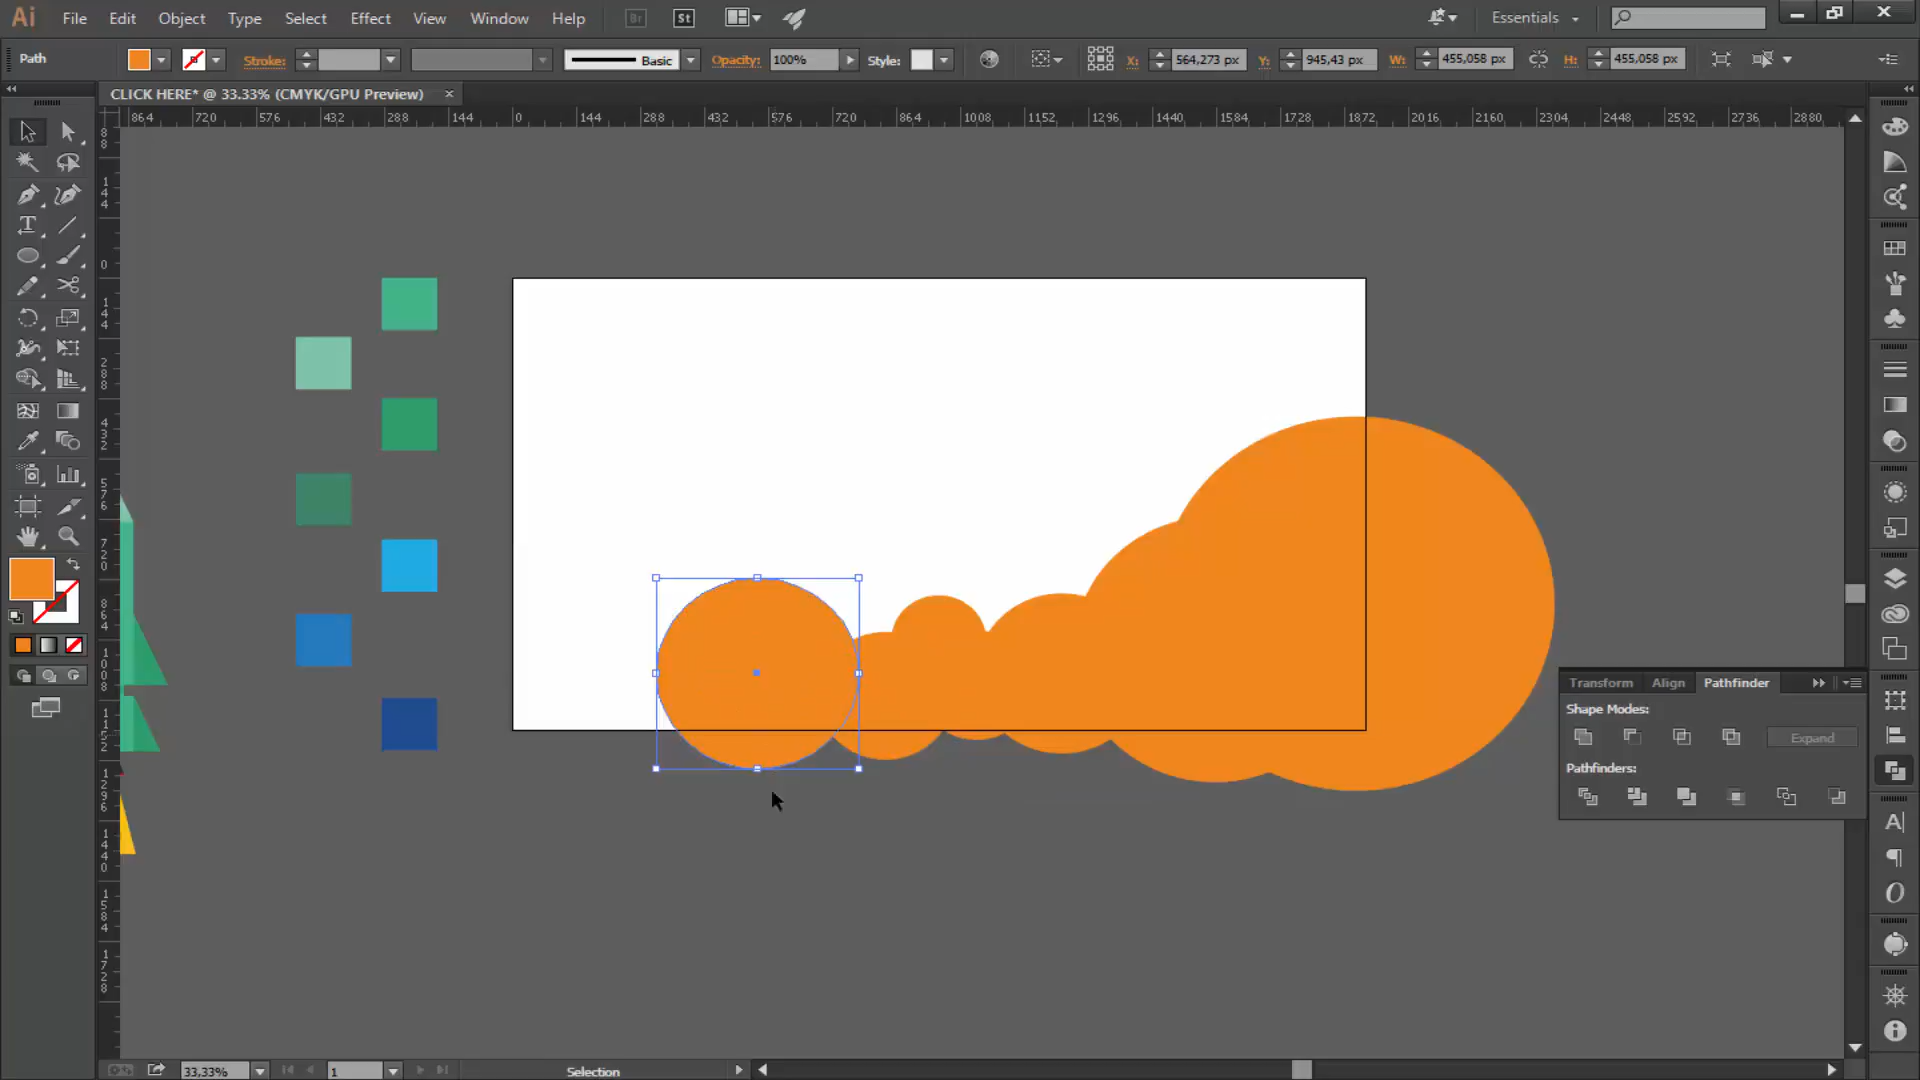 Ai File Edit Object Type Select Effect View Window Help Br St Essentials
Path Stroke: Basic Opacity: 100% Style: X: 564,273 px Y: 945,43 px W: 455,058 px H: 455,058 px
CLICK HERE* @ 33.33% (CMYK/GPU Preview)
864 720 576 432 288 144 0 144 288 432 576 720 864 1008 1152 1296 1440 1584 1728 1872 2016 2160 2304 2448 2592 2736 2880
Transform Align Pathfinder
Shape Modes:
Expand
Pathfinders:
33,33% 1 Selection